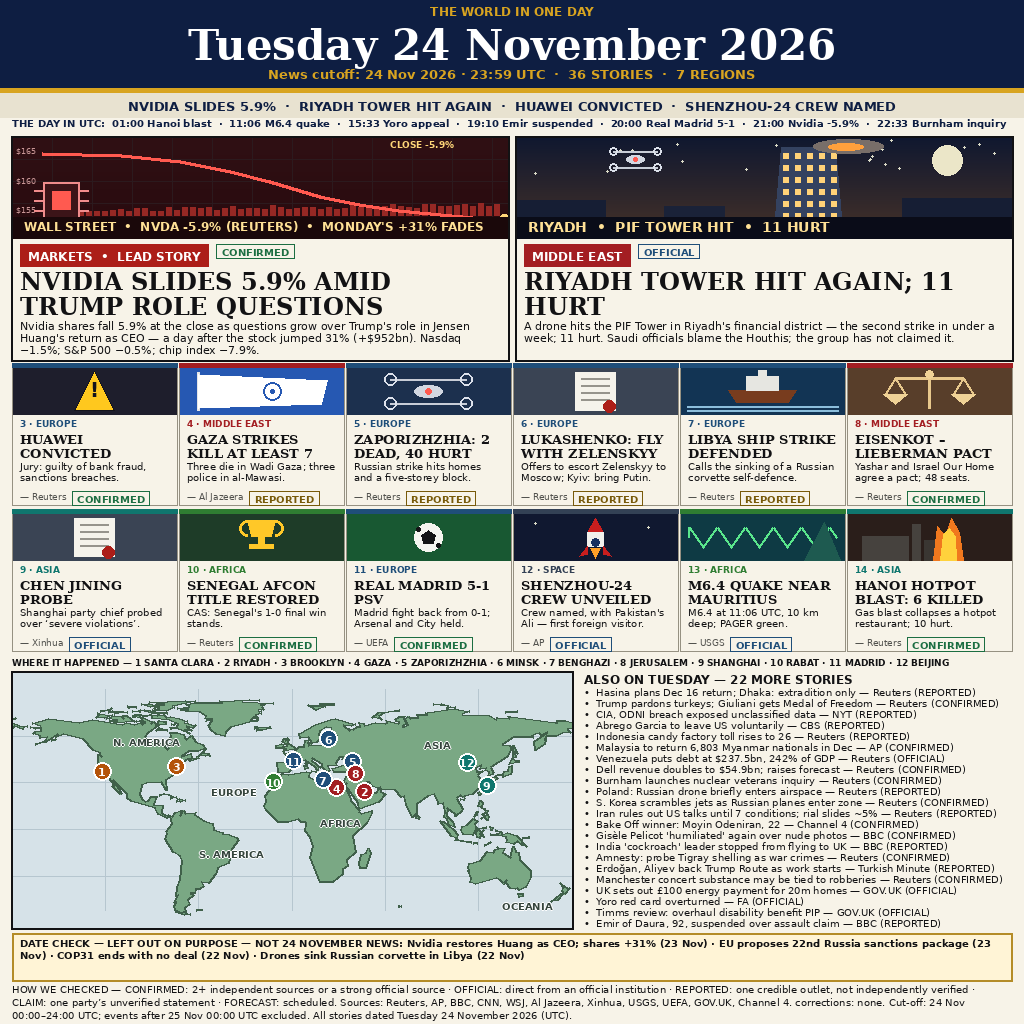 THE WORLD IN ONE DAY
Tuesday 24 November 2026
News cutoff: 24 Nov 2026 · 23:59 UTC · 36 STORIES · 7 REGIONS
NVIDIA SLIDES 5.9% · RIYADH TOWER HIT AGAIN · HUAWEI CONVICTED · SHENZHOU-24 CREW NAMED
THE DAY IN UTC: 01:00 Hanoi blast · 11:06 M6.4 quake · 15:33 Yoro appeal · 19:10 Emir suspended · 20:00 Real Madrid 5-1 · 21:00 Nvidia -5.9% · 22:33 Burnham inquiry
CLOSE -5.9%
$165
$160
$155
WALL STREET • NVDA -5.9% (REUTERS) • MONDAY'S +31% FADES
MARKETS • LEAD STORY
CONFIRMED
NVIDIA SLIDES 5.9% AMID
TRUMP ROLE QUESTIONS
Nvidia shares fall 5.9% at the close as questions grow over Trump's role in Jensen
Huang's return as CEO — a day after the stock jumped 31% (+$952bn). Nasdaq
−1.5%; S&P 500 −0.5%; chip index −7.9%.
RIYADH • PIF TOWER HIT • 11 HURT
MIDDLE EAST
OFFICIAL
RIYADH TOWER HIT AGAIN; 11
HURT
A drone hits the PIF Tower in Riyadh's financial district — the second strike in under a
week; 11 hurt. Saudi officials blame the Houthis; the group has not claimed it.
!
3 · EUROPE
HUAWEI
CONVICTED
Jury: guilty of bank fraud,
sanctions breaches.
— Reuters CONFIRMED
4 · MIDDLE EAST
GAZA STRIKES
KILL AT LEAST 7
Three die in Wadi Gaza; three
police in al-Mawasi.
— Al Jazeera REPORTED
5 · EUROPE
ZAPORIZHZHIA: 2
DEAD, 40 HURT
Russian strike hits homes
and a five-storey block.
— Reuters REPORTED
6 · EUROPE
LUKASHENKO: FLY
WITH ZELENSKYY
Offers to escort Zelenskyy to
Moscow; Kyiv: bring Putin.
— Reuters REPORTED
7 · EUROPE
LIBYA SHIP STRIKE
DEFENDED
Calls the sinking of a Russian
corvette self-defence.
— Reuters REPORTED
8 · MIDDLE EAST
EISENKOT –
LIEBERMAN PACT
Yashar and Israel Our Home
agree a pact; 48 seats.
— Reuters CONFIRMED
9 · ASIA
CHEN JINING
PROBE
Shanghai party chief probed
over ‘severe violations’.
— Xinhua OFFICIAL
10 · AFRICA
SENEGAL AFCON
TITLE RESTORED
CAS: Senegal's 1-0 final win
stands.
— Reuters CONFIRMED
11 · EUROPE
REAL MADRID 5-1
PSV
Madrid fight back from 0-1;
Arsenal and City held.
— UEFA CONFIRMED
12 · SPACE
SHENZHOU-24
CREW UNVEILED
Crew named, with Pakistan's
Ali — first foreign visitor.
— AP OFFICIAL
13 · AFRICA
M6.4 QUAKE NEAR
MAURITIUS
M6.4 at 11:06 UTC, 10 km
deep; PAGER green.
— USGS OFFICIAL
14 · ASIA
HANOI HOTPOT
BLAST: 6 KILLED
Gas blast collapses a hotpot
restaurant; 10 hurt.
— Reuters CONFIRMED
WHERE IT HAPPENED — 1 SANTA CLARA · 2 RIYADH · 3 BROOKLYN · 4 GAZA · 5 ZAPORIZHZHIA · 6 MINSK · 7 BENGHAZI · 8 JERUSALEM · 9 SHANGHAI · 10 RABAT · 11 MADRID · 12 BEIJING
N. AMERICA
ASIA
EUROPE
AFRICA
S. AMERICA
OCEANIA
1
3
6
11
5
12
10
7
8
4
2
9
ALSO ON TUESDAY — 22 MORE STORIES
• Hasina plans Dec 16 return; Dhaka: extradition only — Reuters (REPORTED)
• Trump pardons turkeys; Giuliani gets Medal of Freedom — Reuters (CONFIRMED)
• CIA, ODNI breach exposed unclassified data — NYT (REPORTED)
• Abrego Garcia to leave US voluntarily — CBS (REPORTED)
• Indonesia candy factory toll rises to 26 — Reuters (REPORTED)
• Malaysia to return 6,803 Myanmar nationals in Dec — AP (CONFIRMED)
• Venezuela puts debt at $237.5bn, 242% of GDP — Reuters (OFFICIAL)
• Dell revenue doubles to $54.9bn; raises forecast — Reuters (CONFIRMED)
• Burnham launches nuclear veterans inquiry — Reuters (CONFIRMED)
• Poland: Russian drone briefly enters airspace — Reuters (REPORTED)
• S. Korea scrambles jets as Russian planes enter zone — Reuters (CONFIRMED)
• Iran rules out US talks until 7 conditions; rial slides ~5% — Reuters (REPORTED)
• Bake Off winner: Moyin Odeniran, 22 — Channel 4 (CONFIRMED)
• Gisèle Pelicot 'humiliated' again over nude photos — BBC (CONFIRMED)
• India 'cockroach' leader stopped from flying to UK — BBC (REPORTED)
• Amnesty: probe Tigray shelling as war crimes — Reuters (CONFIRMED)
• Erdoğan, Aliyev back Trump Route as work starts — Turkish Minute (REPORTED)
• Manchester concert substance may be tied to robberies — Reuters (CONFIRMED)
• UK sets out £100 energy payment for 20m homes — GOV.UK (OFFICIAL)
• Yoro red card overturned — FA (OFFICIAL)
• Timms review: overhaul disability benefit PIP — GOV.UK (OFFICIAL)
• Emir of Daura, 92, suspended over assault claim — BBC (REPORTED)
DATE CHECK — LEFT OUT ON PURPOSE — NOT 24 NOVEMBER NEWS: Nvidia restores Huang as CEO; shares +31% (23 Nov) · EU proposes 22nd Russia sanctions package (23
Nov) · COP31 ends with no deal (22 Nov) · Drones sink Russian corvette in Libya (22 Nov)
HOW WE CHECKED — CONFIRMED: 2+ independent sources or a strong official source · OFFICIAL: direct from an official institution · REPORTED: one credible outlet, not independently verified ·
CLAIM: one party's unverified statement · FORECAST: scheduled. Sources: Reuters, AP, BBC, CNN, WSJ, Al Jazeera, Xinhua, USGS, UEFA, GOV.UK, Channel 4. corrections: none. Cut-off: 24 Nov
00:00–24:00 UTC; events after 25 Nov 00:00 UTC excluded. All stories dated Tuesday 24 November 2026 (UTC).